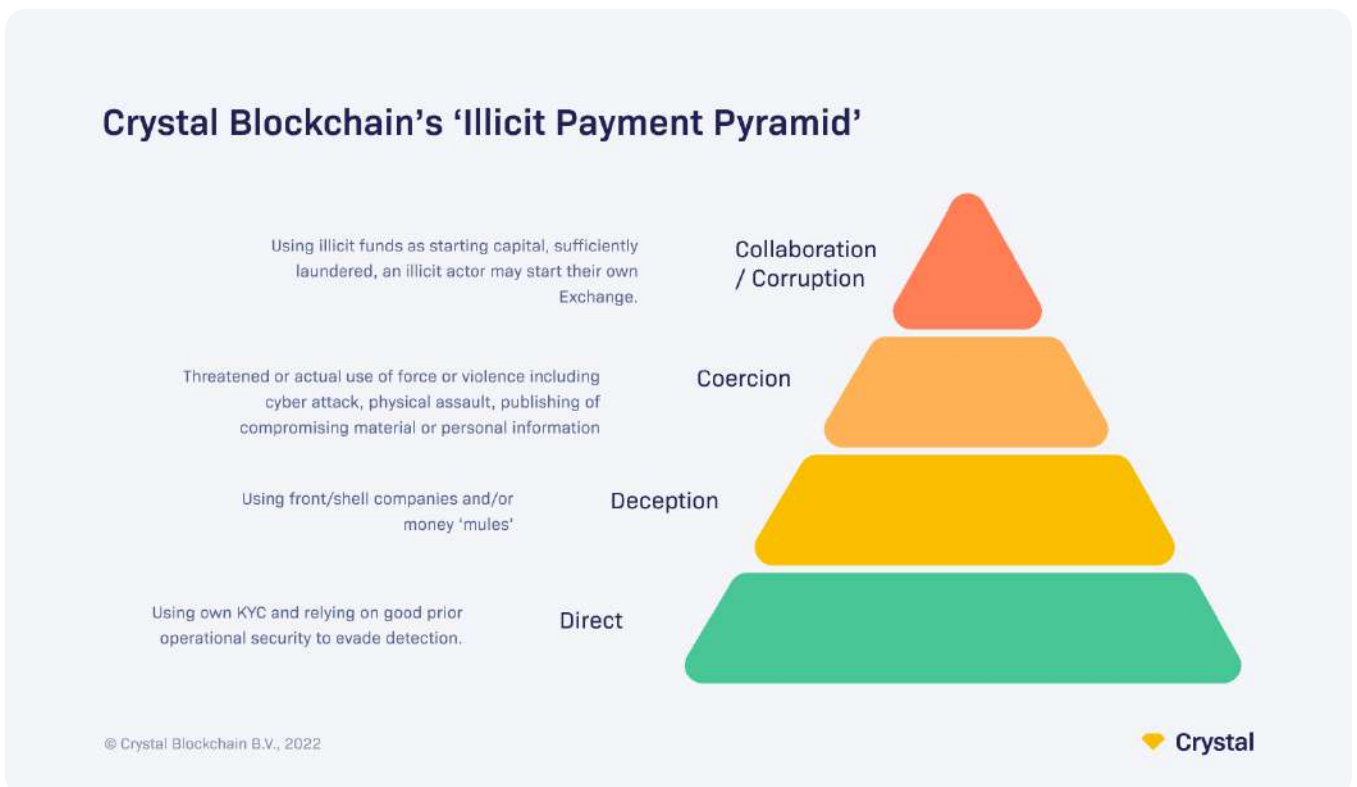 Crystal Blockchain's ‘Illicit Payment Pyramid’
Using illicit funds as starting capital, sufficiently
laundered, an illicit actor may start their own
Exchange.
Collaboration
/ Corruption
Threatened or actual use of force or violence including
cyber attack, physical assault, publishing of
compromising material or personal information
Coercion
Using front/shell companies and/or
money ‘mules’
Deception
Using own KYC and relying on good prior
operational security to evade detection.
Direct
© Crystal Blockchain B.V., 2022
Crystal